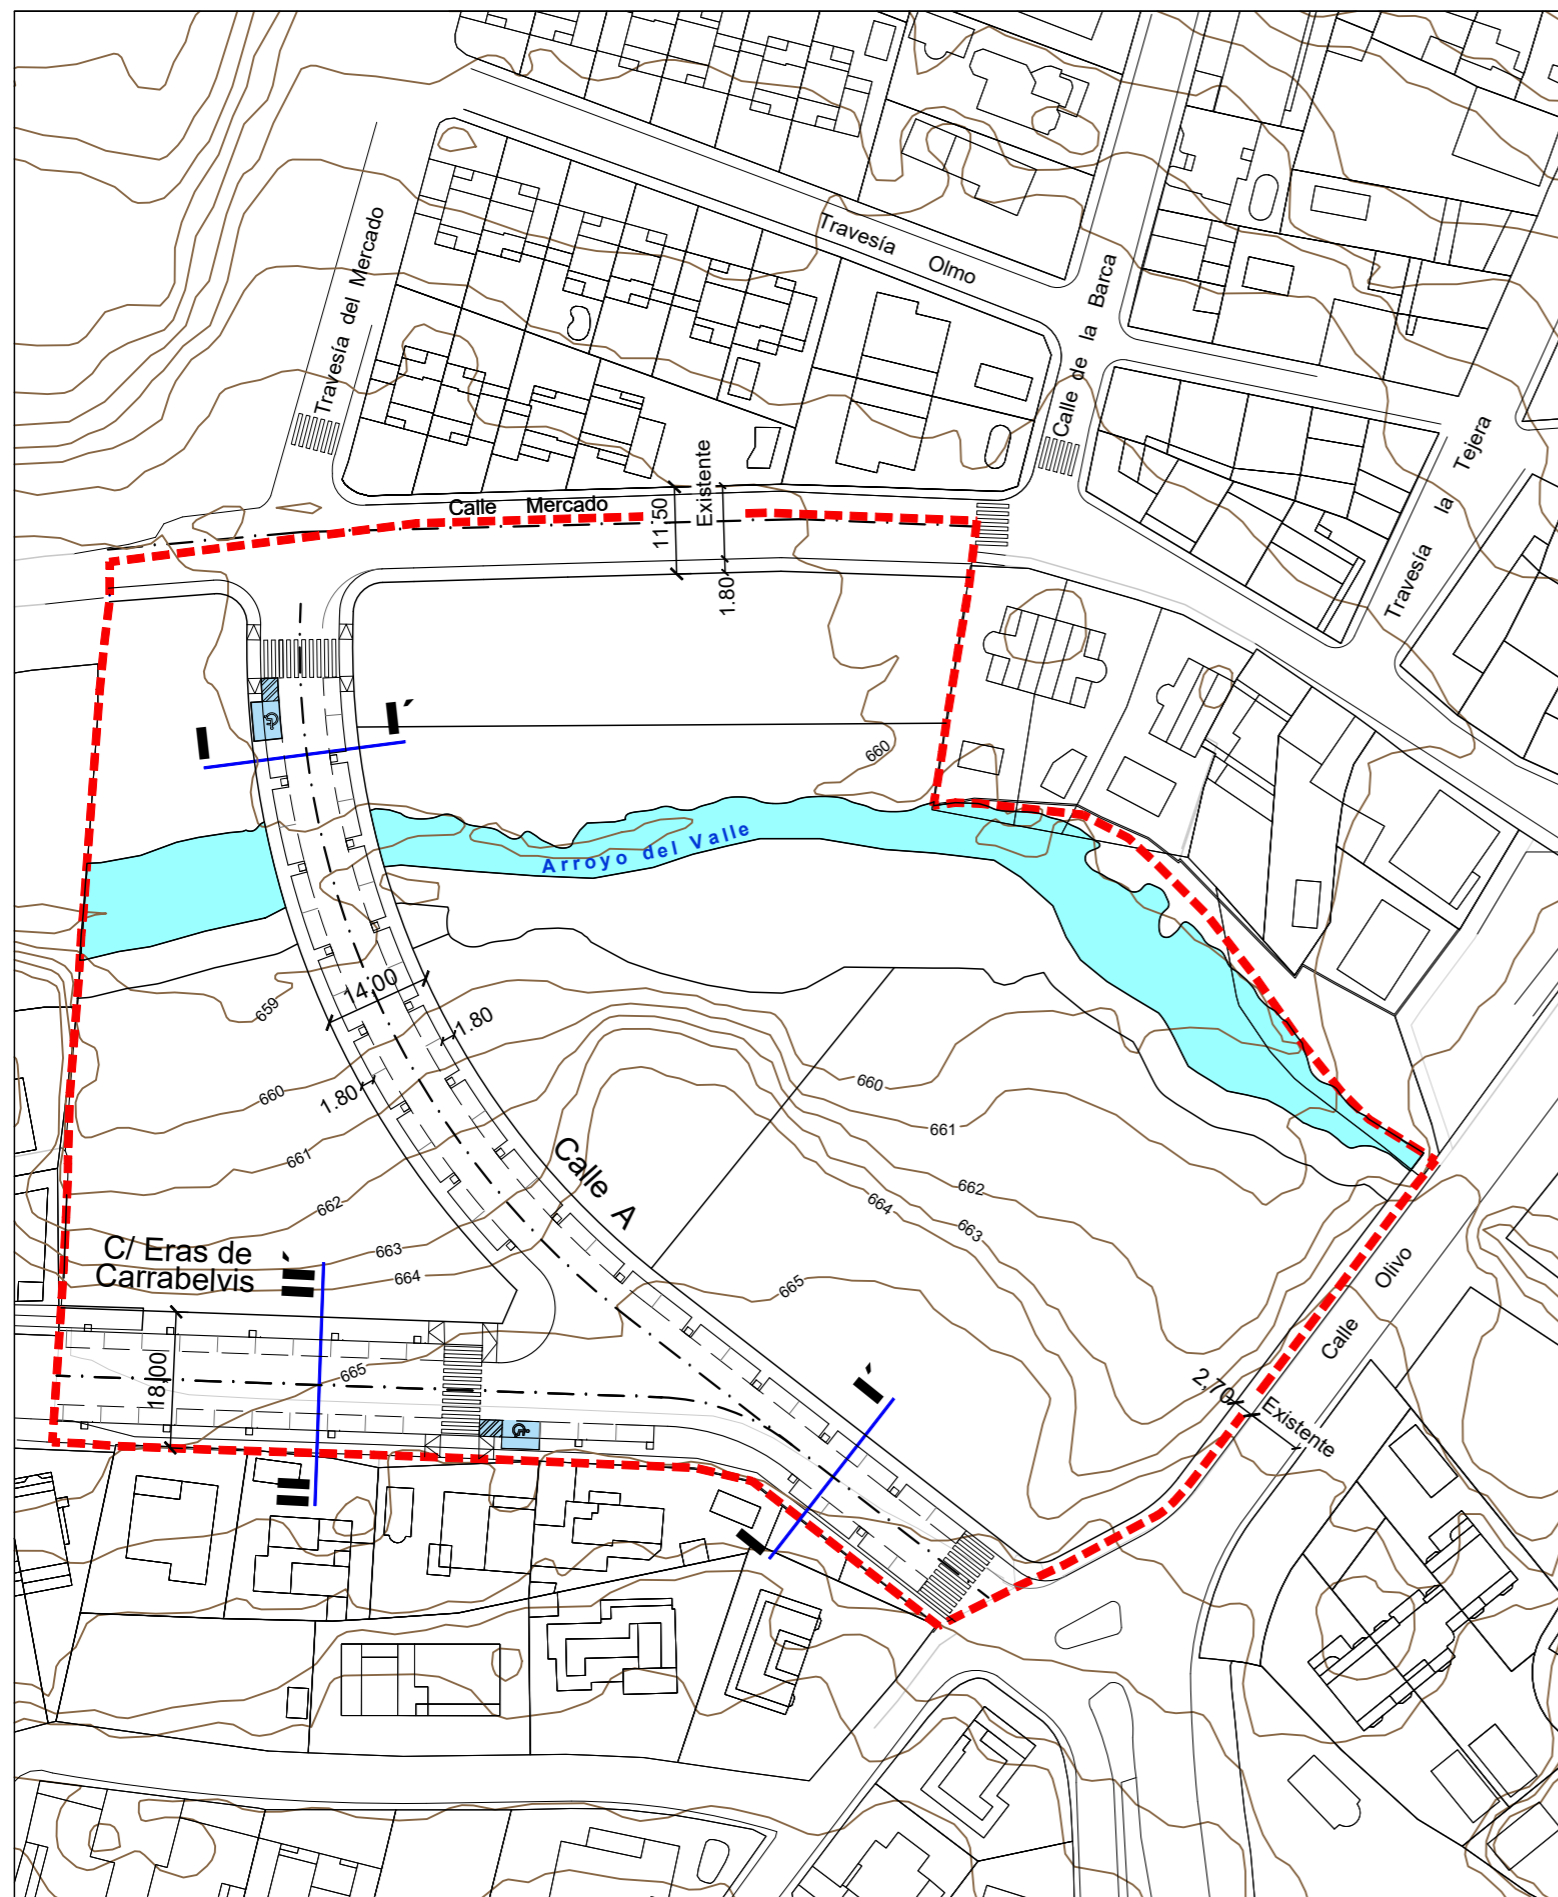 Travesía Olmo
Travesía del Mercado
Calle de la Barca
Travesía la Tejera
Calle Mercado
Existente
11.50
1.80
I
I´
660
Arroyo del Valle
659
14,00
1.80
1.80
660
660
661
661
662
662
664
663
Calle A
C/ Eras de
Carrabelvis
663
664
665
II`
665
18,00
II
I`
I
Calle Olivo
2,70
Existente